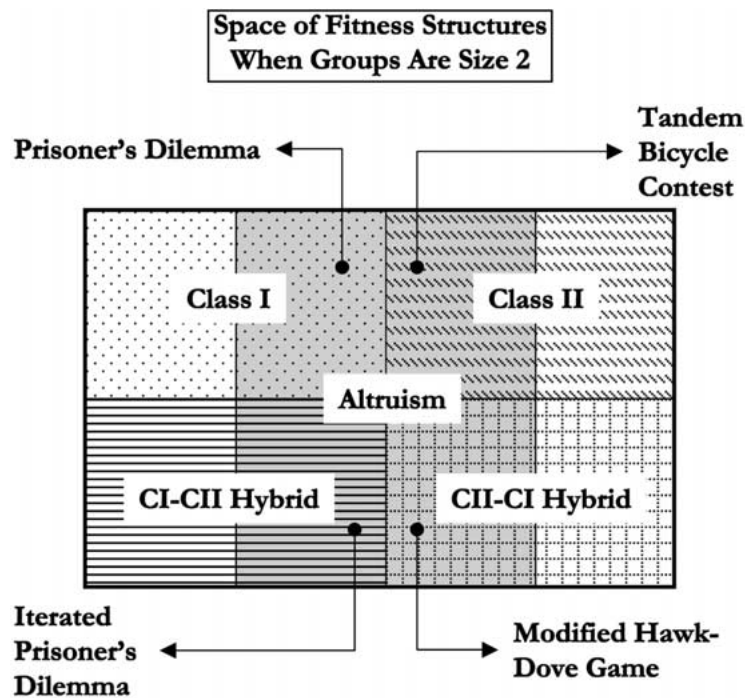 Space of Fitness Structures
When Groups Are Size 2
Prisoner's Dilemma
Tandem
Bicycle
Contest
Class I
Class II
Altruism
CI-CII Hybrid
CII-CI Hybrid
Iterated
Prisoner's
Dilemma
Modified Hawk-
Dove Game